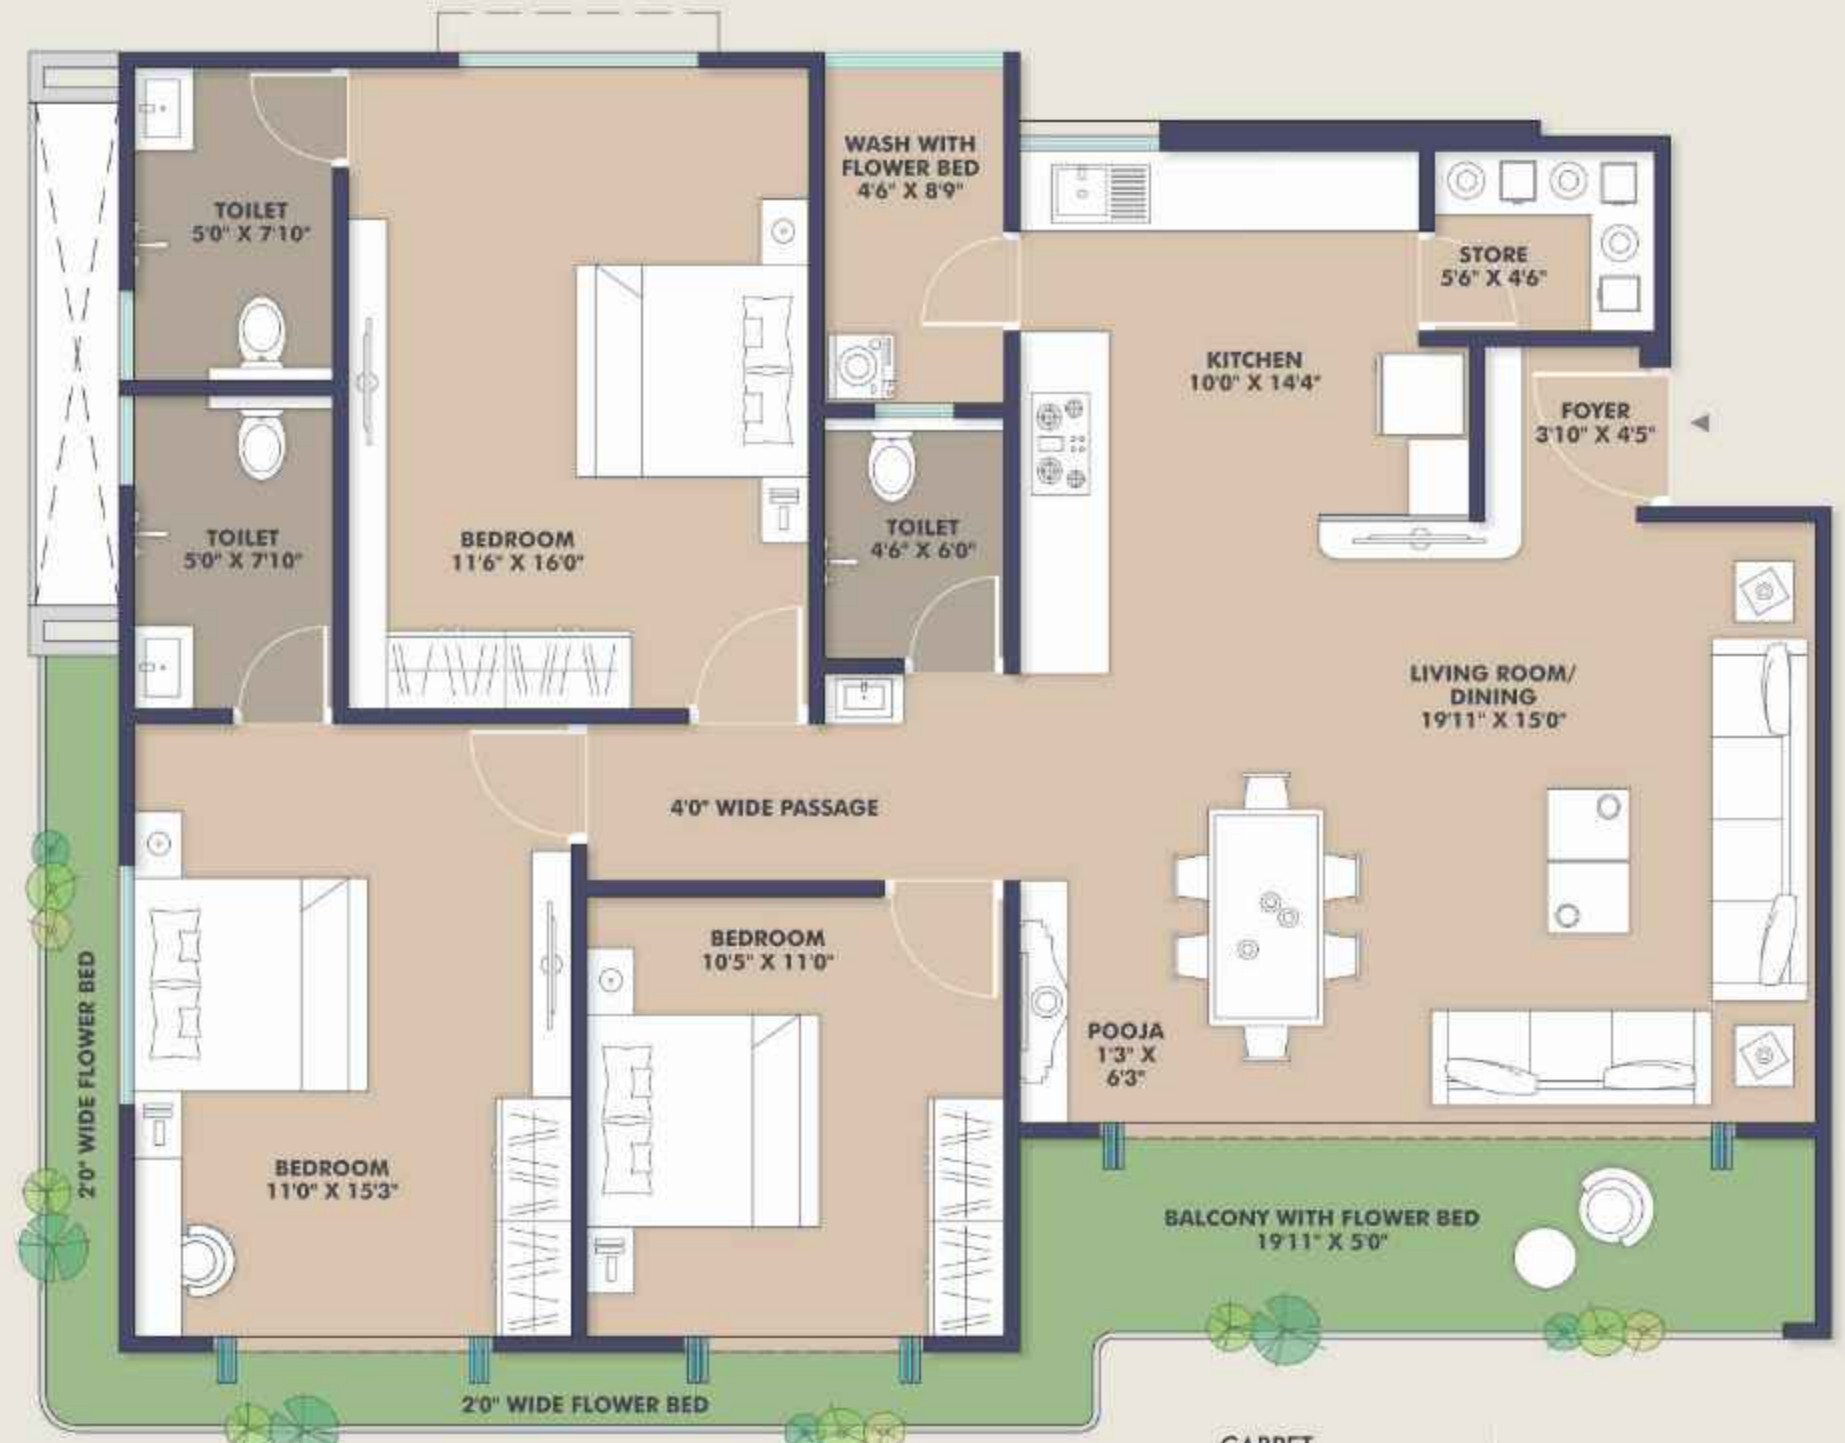 WASH WITH
FLOWER BED
4'6" X 8'9"
TOILET
5'0" X 7'10"
STORE
5'6" X 4'6"
KITCHEN
10'0" X 14'4"
FOYER
3'10" X 4'5"
TOILET
5'0" X 7'10"
BEDROOM
11'6" X 16'0"
TOILET
4'6" X 6'0"
LIVING ROOM/
DINING
19'11" X 15'0"
4'0" WIDE PASSAGE
BEDROOM
10'5" X 11'0"
POOJA
1'3" X
6'3"
2'0" WIDE FLOWER BED
BEDROOM
11'0" X 15'3"
BALCONY WITH FLOWER BED
19'11" X 5'0"
2'0" WIDE FLOWER BED
CARPET